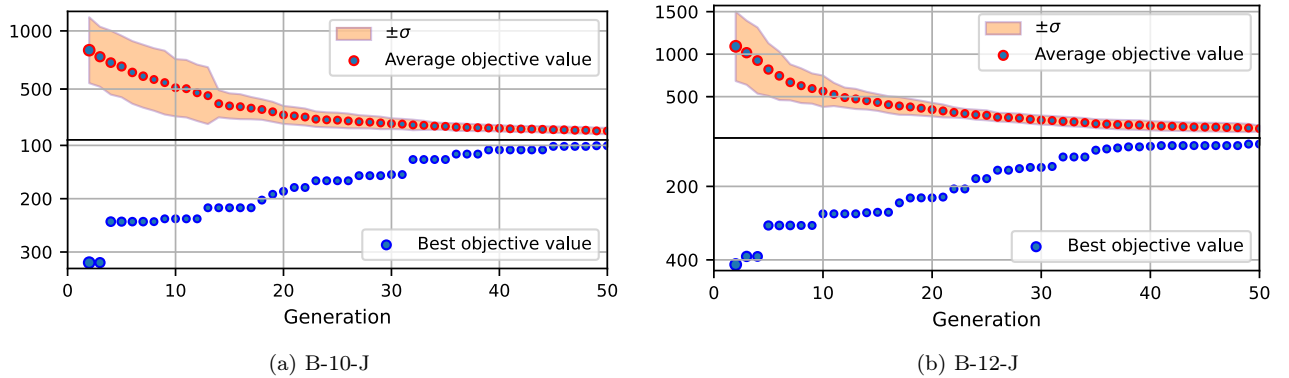 1000
500
±σ
Average objective value
100
200
300
Best objective value
0 10 20 30 40 50
Generation
(a) B-10-J
1500
1000
500
±σ
Average objective value
200
400
Best objective value
0 10 20 30 40 50
Generation
(b) B-12-J